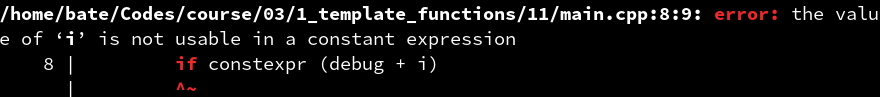 /home/bate/Codes/course/03/1_template_functions/11/main.cpp:8:9: error: the valu
e of ‘i’ is not usable in a constant expression
    8 |         if constexpr (debug + i)
      |         ^~